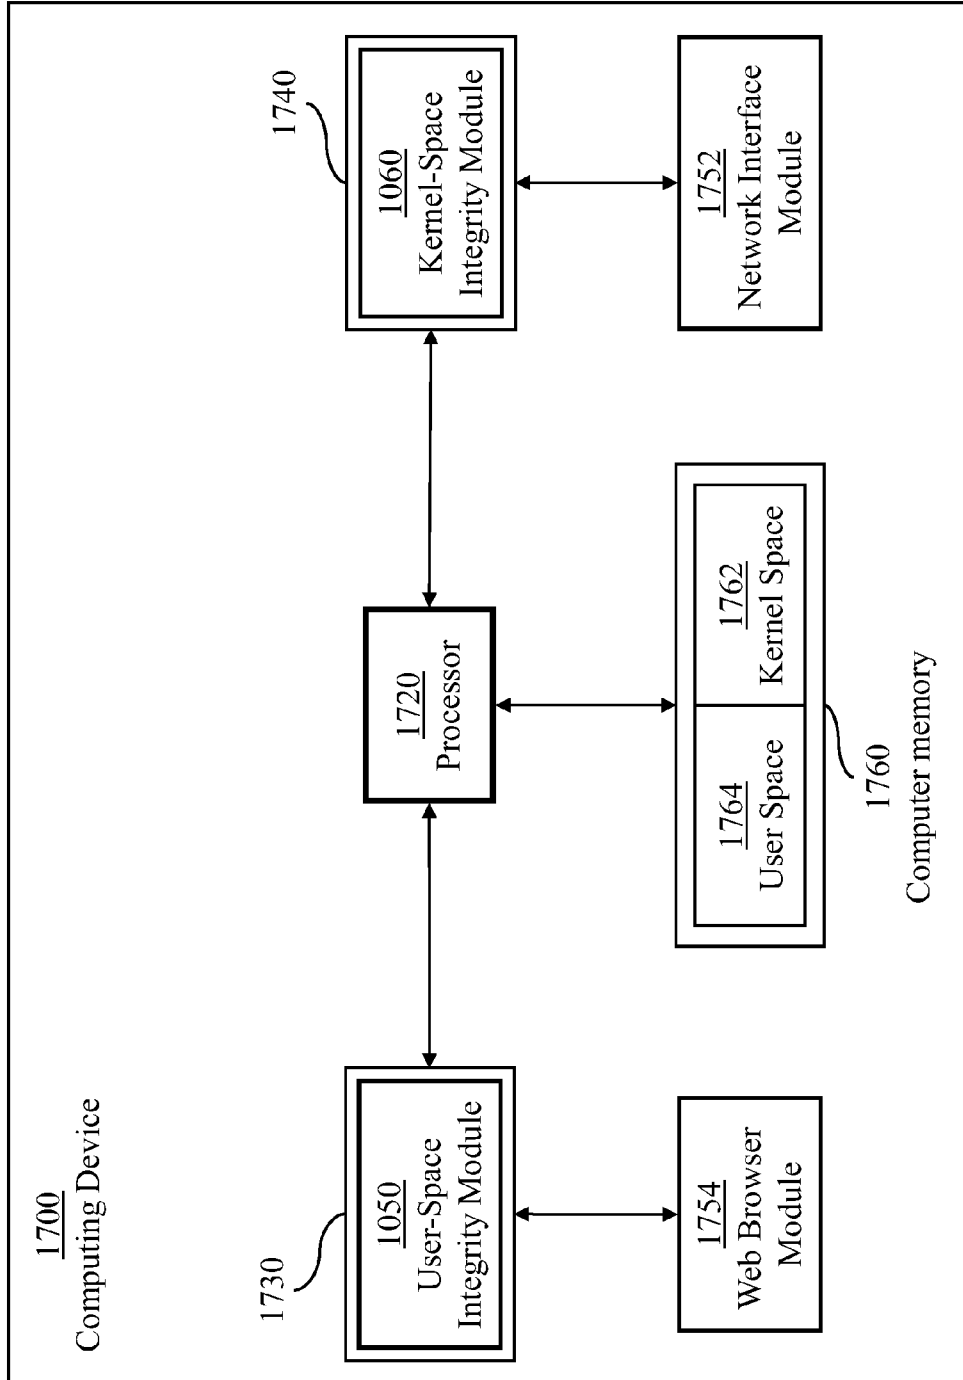 1700
Computing Device
1730
1050
User-Space
Integrity Module
1754
Web Browser
Module
1720
Processor
1764
User Space
1762
Kernel Space
1760
Computer memory
1740
1060
Kernel-Space
Integrity Module
1752
Network Interface
Module